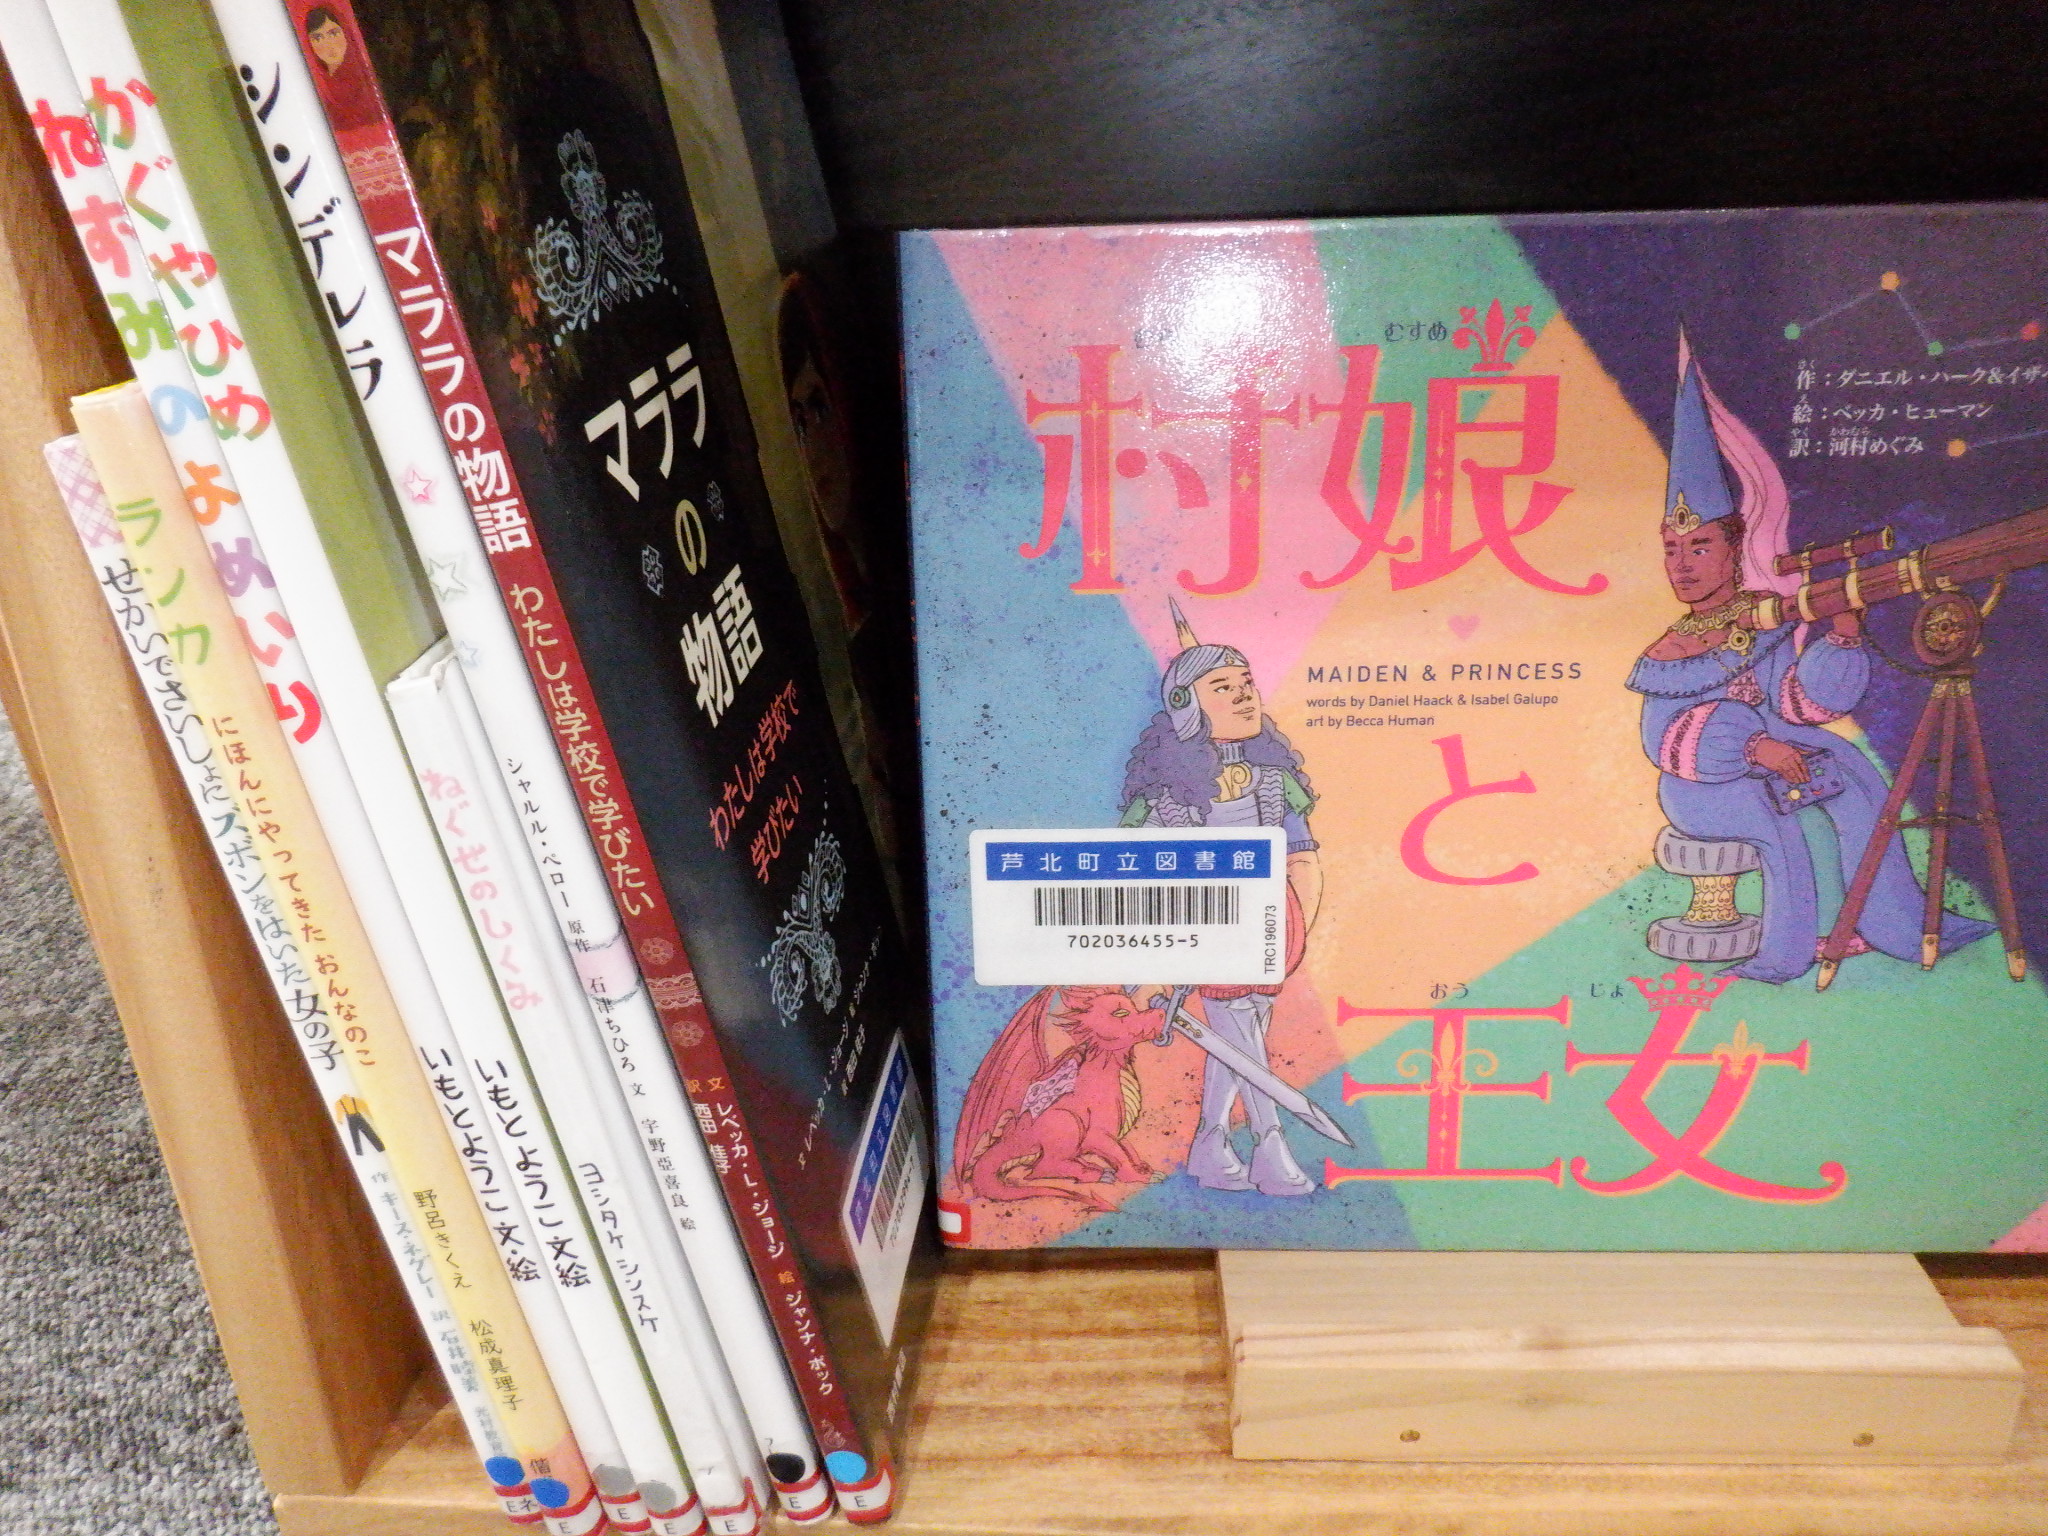 せかいでさいしょにズボンをはいた女の子
作 キース・ネグレー 訳 石井睦美
ランカ
にほんにやってきた おんなのこ
野呂きくえ 松成真理子
ねずみのよめいり
いもとようこ 文・絵
かぐやひめ
いもとようこ 文・絵
ねぐせのしくみ
ヨシタケ シンスケ
シンデレラ
シャルル・ペロー 原作 石津ちひろ 文 宇野亞喜良 絵
マララの物語 わたしは学校で学びたい
文 レベッカ・L・ジョージ 絵 ジャンナ・ボック
訳 西田
マララ
の
物語
わたしは学校で
学びたい
むすめ
村娘
MAIDEN & PRINCESS
words by Daniel Haack & Isabel Galupo
art by Becca Human
と
おう じょ
王女
さく
作:ダニエル・ハーク&イザ
え
絵:ベッカ・ヒューマン
やく かわむら
訳:河村めぐみ
芦北町立図書館
702036455-5
TRC196073
E
E
E
E
E
E
E